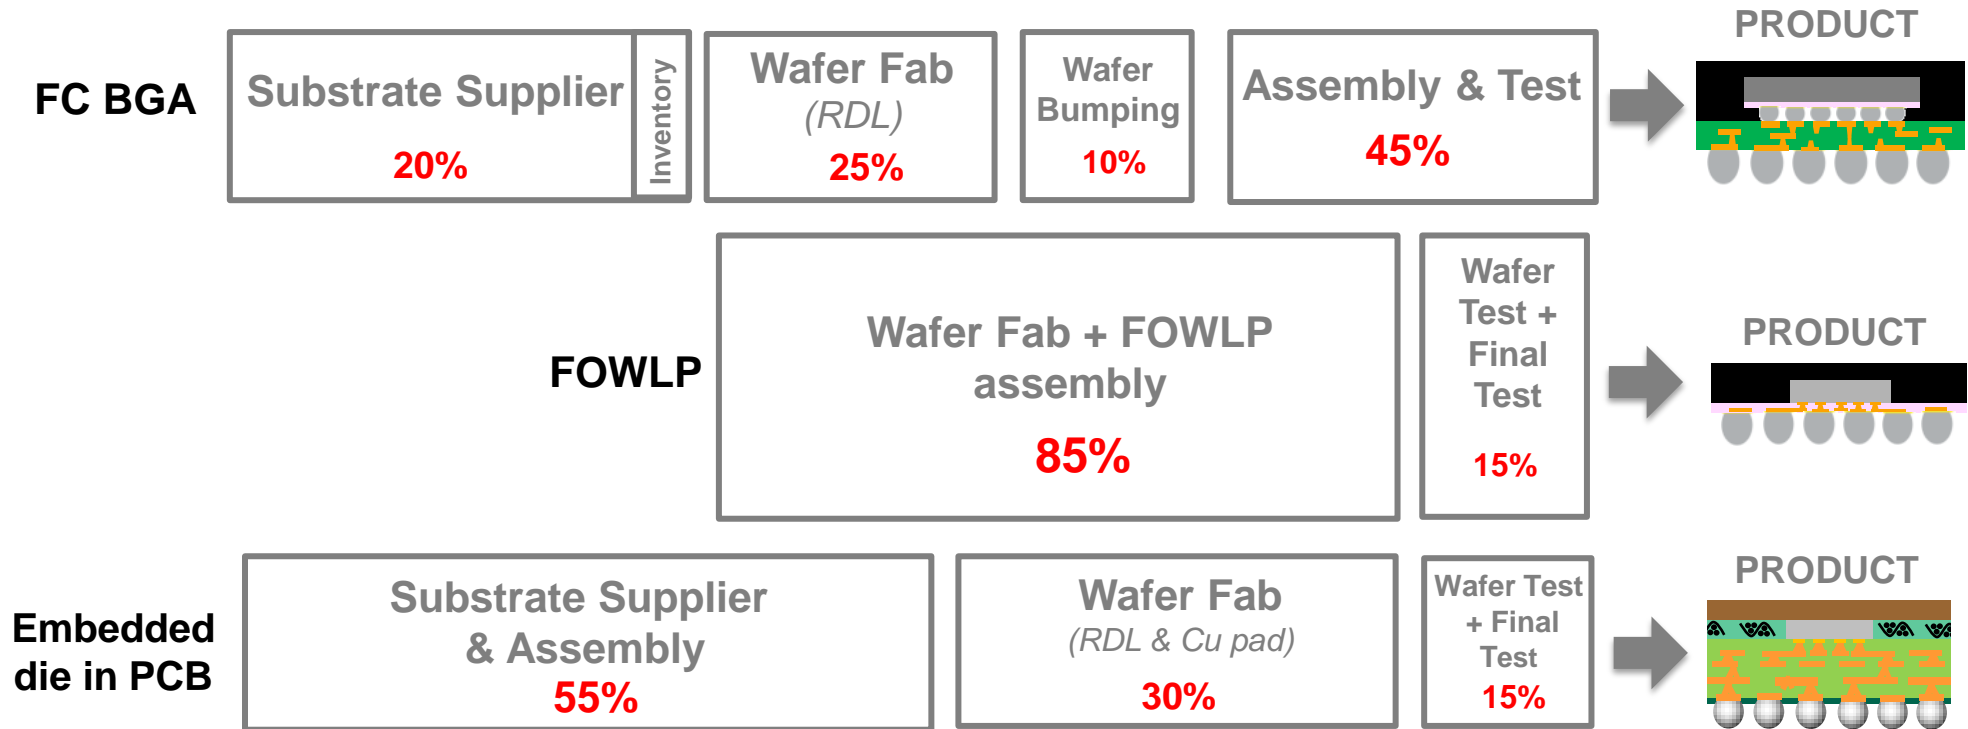 PRODUCT
FC BGA
Substrate Supplier
20%
Inventory
Wafer Fab
(RDL)
25%
Wafer
Bumping
10%
Assembly & Test
45%
FOWLP
Wafer Fab + FOWLP
assembly
85%
Wafer
Test +
Final
Test
15%
PRODUCT
Embedded
die in PCB
Substrate Supplier
& Assembly
55%
Wafer Fab
(RDL & Cu pad)
30%
Wafer Test
+ Final
Test
15%
PRODUCT